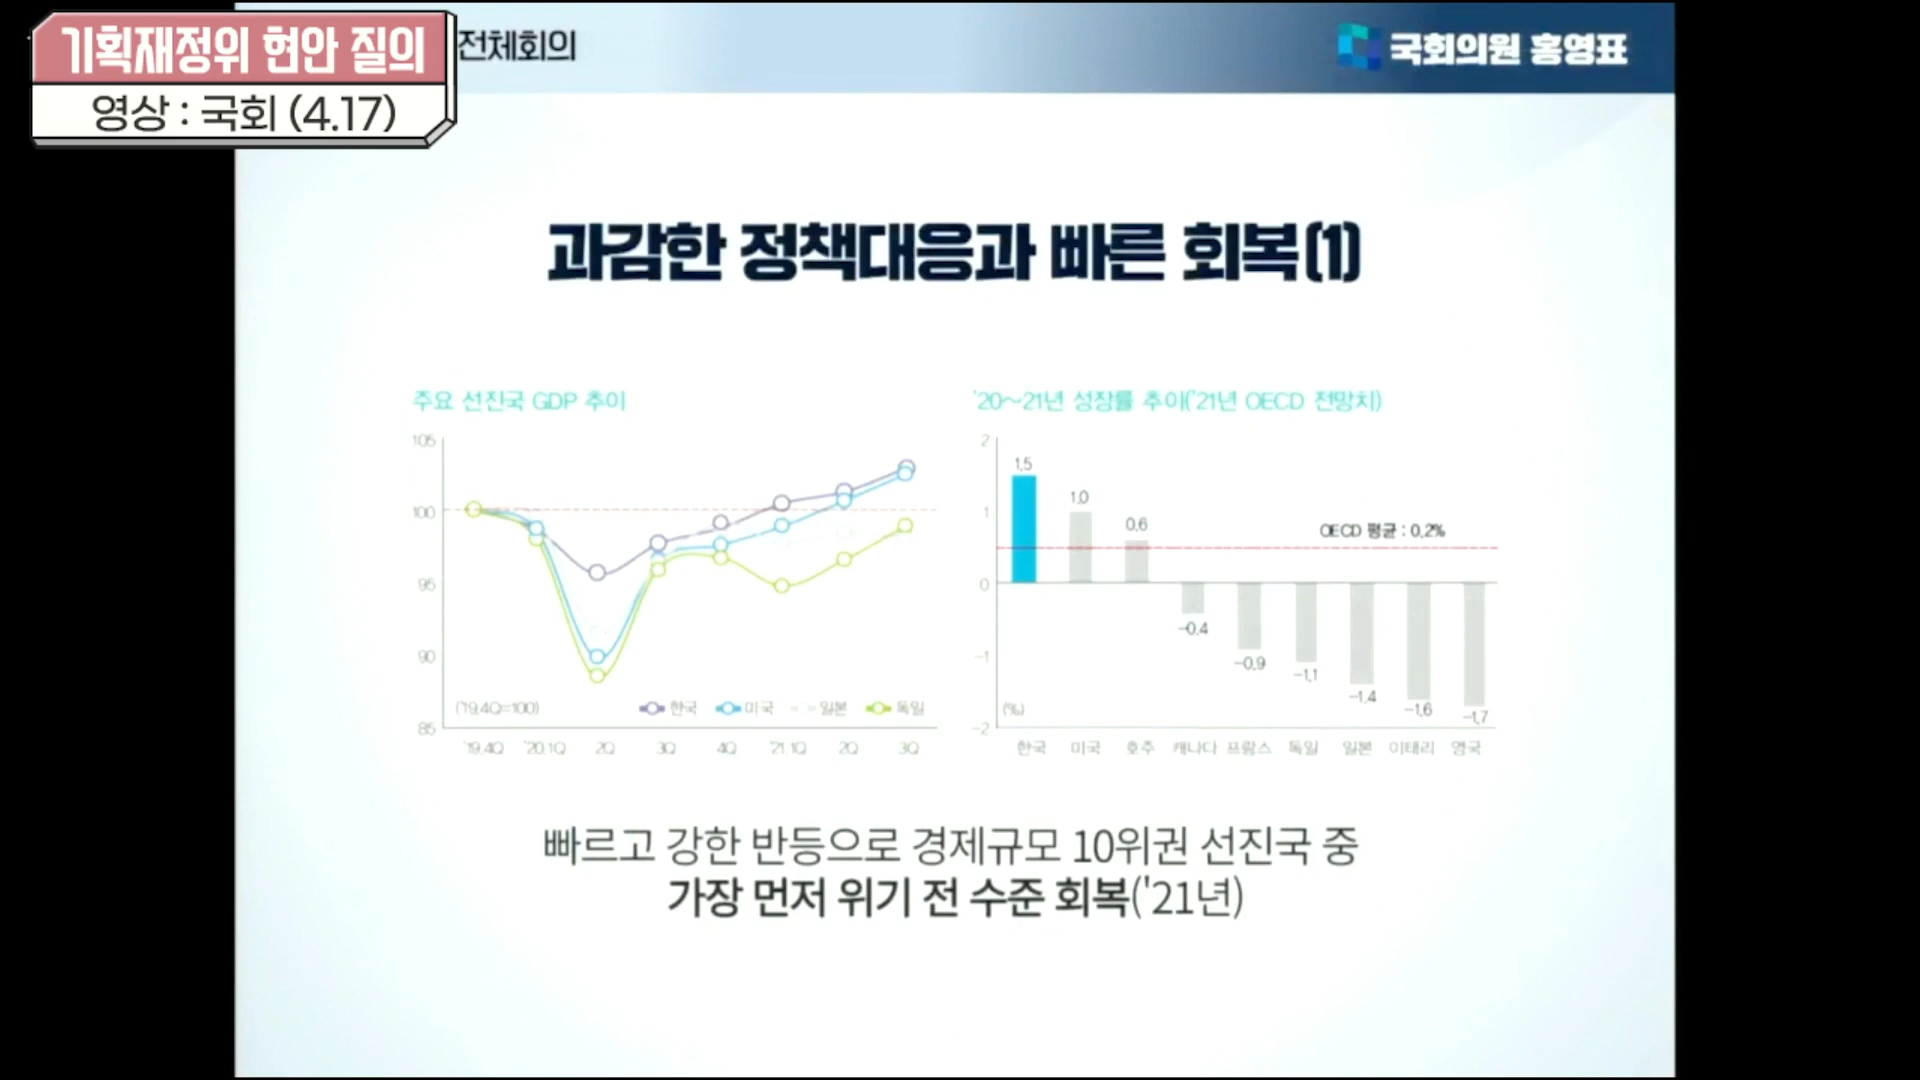 기획재정위 현안 질의
영상 : 국회 (4.17)
전체회의
국회의원 홍영표
과감한 정책대응과 빠른 회복(1)
주요 선진국 GDP 추이
105
100
95
90
85
('19.4Q=100)
한국 미국 일본 독일
'19.4Q '20.1Q 2Q 3Q 4Q '21.1Q 2Q 3Q
'20~21년 성장률 추이('21년 OECD 전망치)
2
1
0
-1
-2
1.5
1.0
0.6
OECD 평균 : 0.2%
-0.4
-0.9
-1.1
-1.4
-1.6
-1.7
(%)
한국 미국 호주 캐나다 프랑스 독일 일본 이태리 영국
빠르고 강한 반등으로 경제규모 10위권 선진국 중
가장 먼저 위기 전 수준 회복('21년)